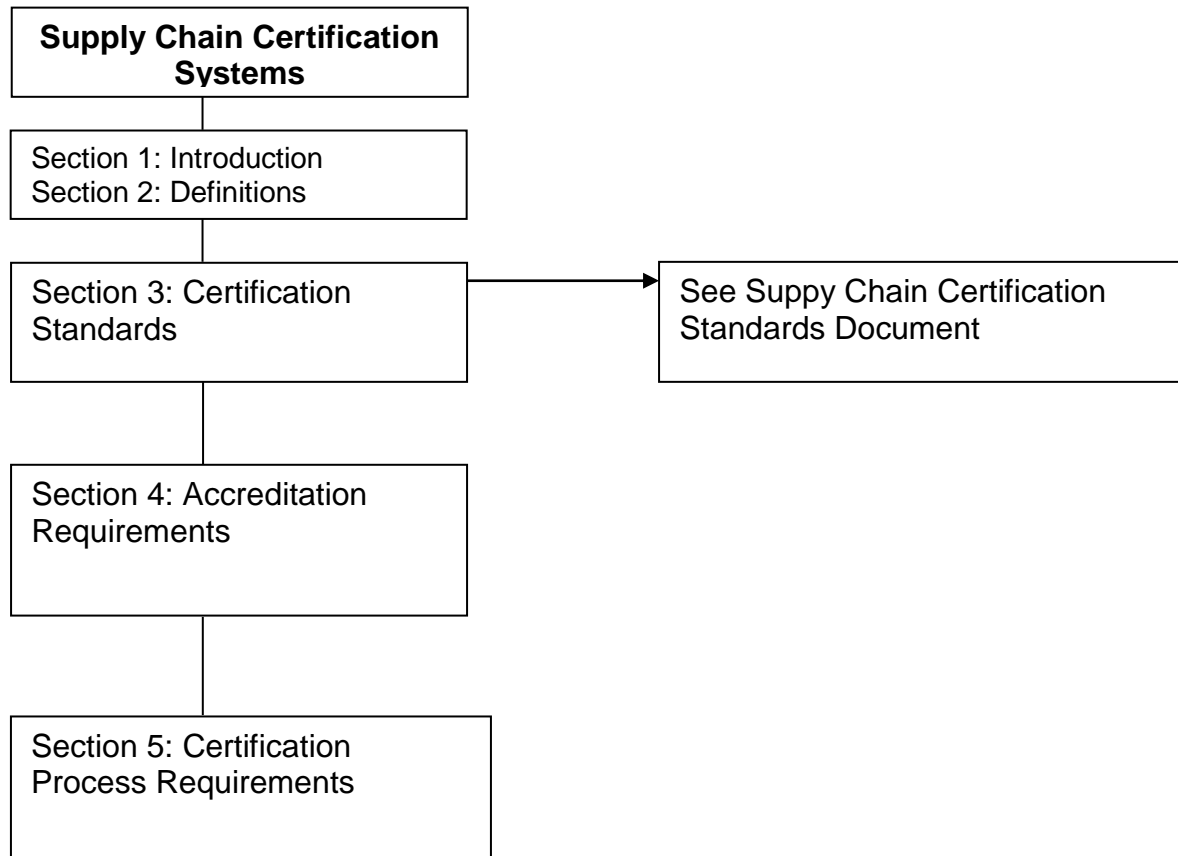 Supply Chain Certification
Systems
Section 1: Introduction
Section 2: Definitions
Section 3: Certification
Standards
See Suppy Chain Certification
Standards Document
Section 4: Accreditation
Requirements
Section 5: Certification
Process Requirements